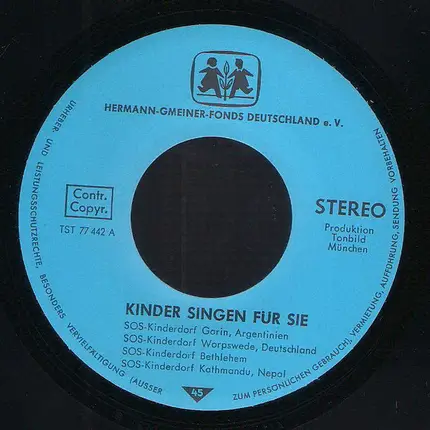 HERMANN-GMEINER-FONDS DEUTSCHLAND e. V.
Contr.
Copyr.
TST 77 442 A
STEREO
Produktion
Tonbild
München
KINDER SINGEN FÜR SIE
SOS-Kinderdorf Garin, Argentinien
SOS-Kinderdorf Worpswede, Deutschland
SOS-Kinderdorf Bethlehem
SOS-Kinderdorf Kathmandu, Nepal
45
URHEBER- UND LEISTUNGSSCHUTZRECHTE, BESONDERS VERVIELFÄLTIGUNG (AUSSER ZUM PERSÖNLICHEN GEBRAUCH), VERMIETUNG, AUFFÜHRUNG, SENDUNG VORBEHALTEN